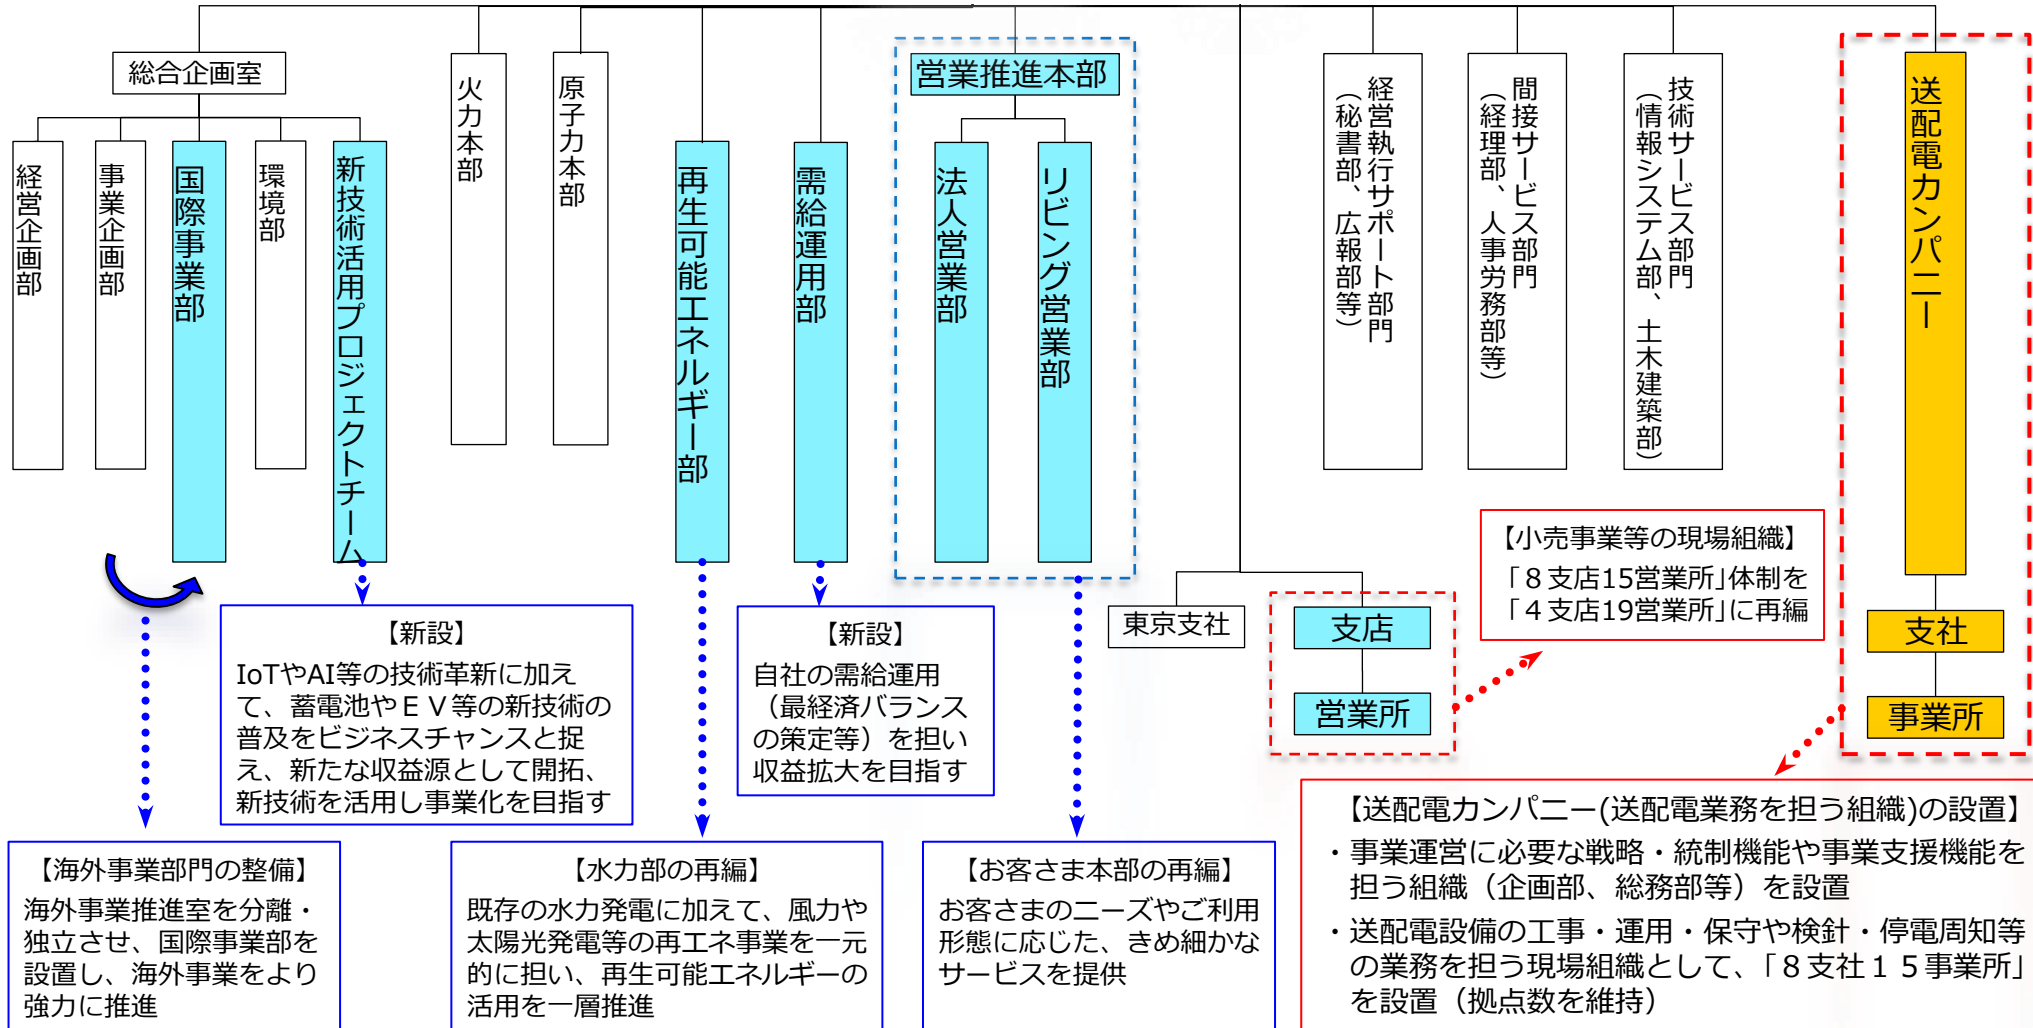 総合企画室
経営企画部
事業企画部
国際事業部
環境部
新技術活用プロジェクトチーム
火力本部
原子力本部
再生可能エネルギー部
需給運用部
営業推進本部
法人営業部
リビング営業部
経営執行サポート部門
（秘書部、広報部等）
間接サービス部門
（経理部、人事労務部等）
技術サービス部門
（情報システム部、土木建築部）
送配電カンパニー
支社
事業所
東京支社
支店
営業所
【小売事業等の現場組織】
「８支店15営業所」体制を
「４支店19営業所」に再編
【新設】
IoTやAI等の技術革新に加え
て、蓄電池やＥＶ等の新技術の
普及をビジネスチャンスと捉
え、新たな収益源として開拓、
新技術を活用し事業化を目指す
【新設】
自社の需給運用
（最経済バランス
の策定等）を担い
収益拡大を目指す
【海外事業部門の整備】
海外事業推進室を分離・
独立させ、国際事業部を
設置し、海外事業をより
強力に推進
【水力部の再編】
既存の水力発電に加えて、風力や
太陽光発電等の再エネ事業を一元
的に担い、再生可能エネルギーの
活用を一層推進
【お客さま本部の再編】
お客さまのニーズやご利用
形態に応じた、きめ細かな
サービスを提供
【送配電カンパニー(送配電業務を担う組織)の設置】
・事業運営に必要な戦略・統制機能や事業支援機能を
担う組織（企画部、総務部等）を設置
・送配電設備の工事・運用・保守や検針・停電周知等
の業務を担う現場組織として、「８支社１５事業所」
を設置（拠点数を維持）